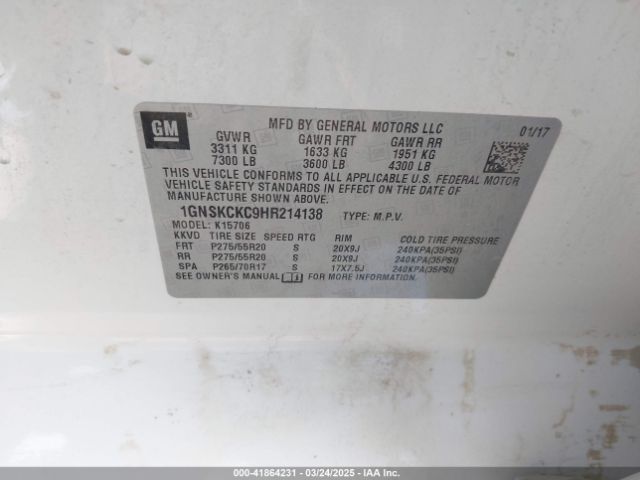 GM
MFD BY GENERAL MOTORS LLC 01/17
GVWR GAWR FRT GAWR RR
3311 KG 1633 KG 1951 KG
7300 LB 3600 LB 4300 LB
THIS VEHICLE CONFORMS TO ALL APPLICABLE U.S. FEDERAL MOTOR
VEHICLE SAFETY STANDARDS IN EFFECT ON THE DATE OF
MANUFACTURE SHOWN ABOVE.
1GNSKCKC9HR214138 TYPE: M.P.V.
MODEL: K15706
KKVD TIRE SIZE SPEED RTG RIM COLD TIRE PRESSURE
FRT P275/55R20 S 20X9J 240KPA(35PSI)
RR P275/55R20 S 20X9J 240KPA(35PSI)
SPA P265/70R17 S 17X7.5J 240KPA(35PSI)
SEE OWNER'S MANUAL FOR MORE INFORMATION.
000-41864231 - 03/24/2025 - IAA, Inc.